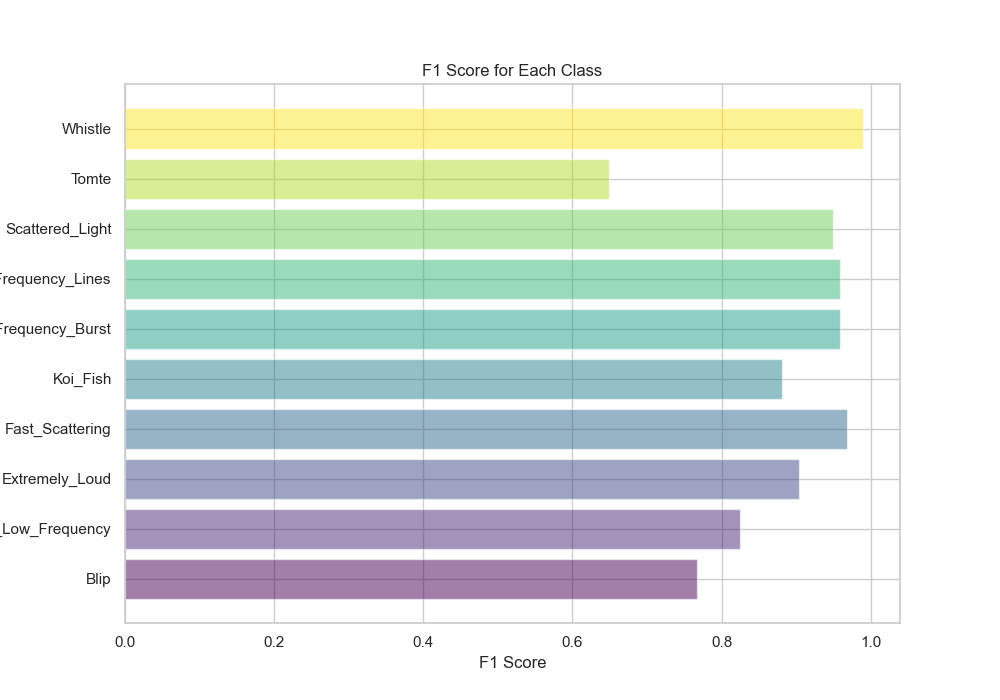 F1 Score for Each Class
Whistle
Tomte
Scattered_Light
Frequency_Lines
Frequency_Burst
Koi_Fish
Fast_Scattering
Extremely_Loud
_Low_Frequency
Blip
0.0 0.2 0.4 0.6 0.8 1.0
F1 Score